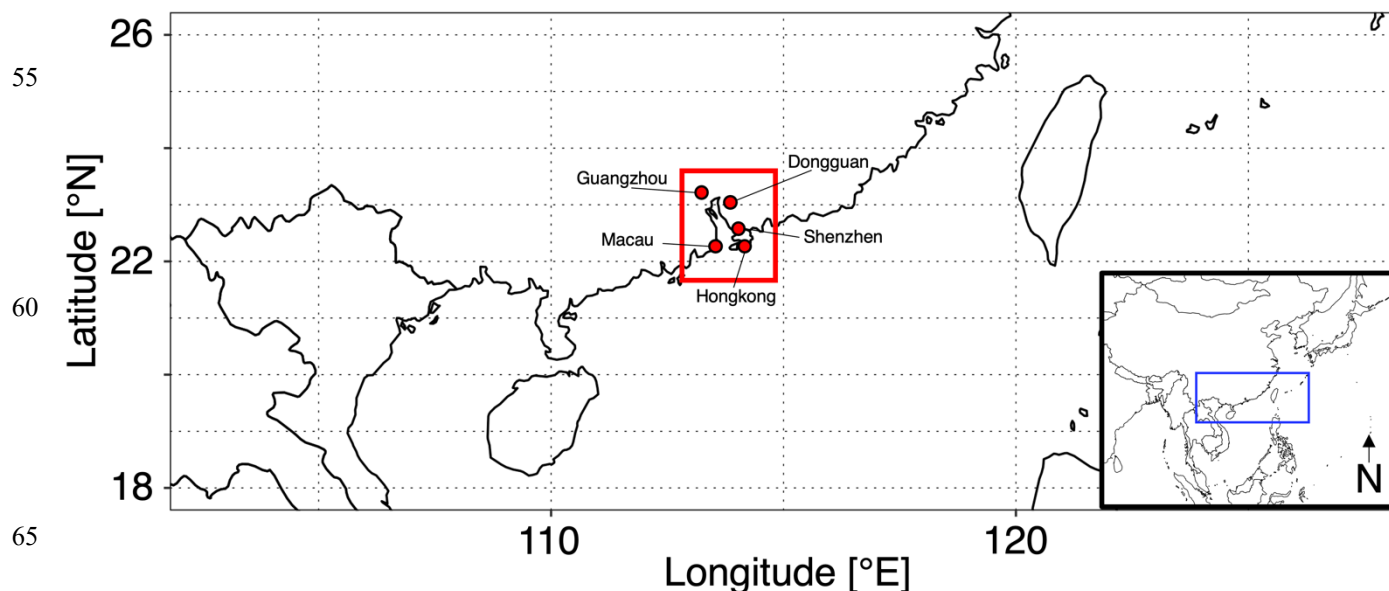 26
55
Dongguan
Guangzhou
Latitude [°N]
Macau
Shenzhen
22
Hongkong
60
18
N
65
110
120
Longitude [°E]